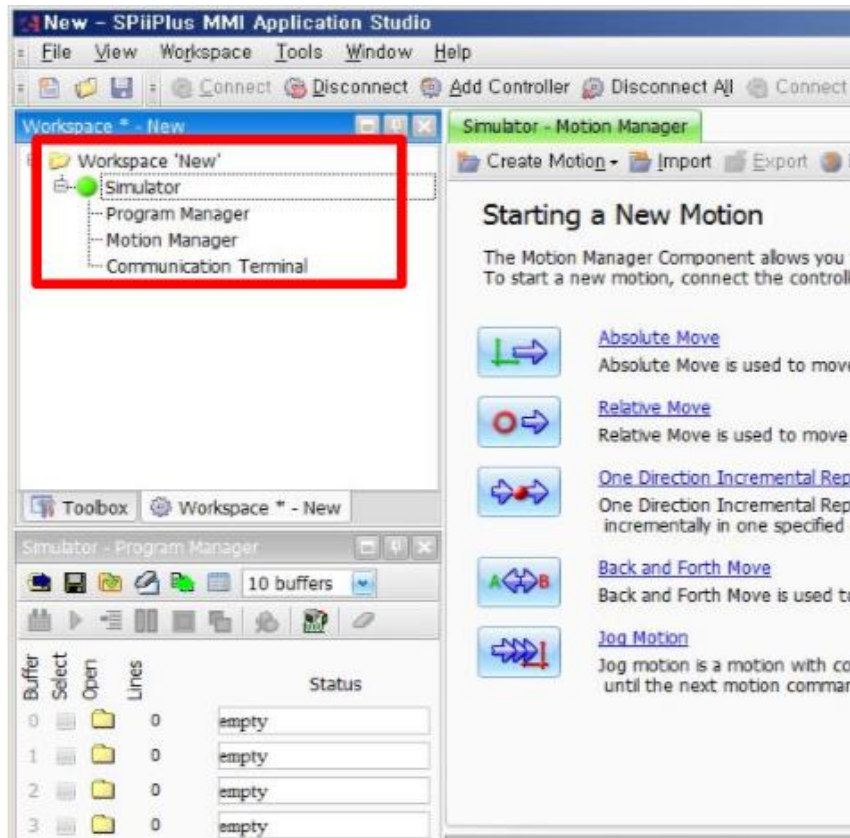 New – SPiiPlus MMI Application Studio
File View Workspace Tools Window Help
Connect Disconnect Add Controller Disconnect All Connect
Workspace * - New
Workspace 'New'
Simulator
Program Manager
Motion Manager
Communication Terminal
Toolbox Workspace * - New
Simulator - Program Manager
10 buffers
Buffer Select Open Lines Status
0 0 empty
1 0 empty
2 0 empty
3 0 empty
Simulator - Motion Manager
Create Motion Import Export
Starting a New Motion
The Motion Manager Component allows you
To start a new motion, connect the controll
Absolute Move
Absolute Move is used to move
Relative Move
Relative Move is used to move
One Direction Incremental Rep
One Direction Incremental Rep
incrementally in one specified
Back and Forth Move
Back and Forth Move is used to
A B
Jog Motion
Jog motion is a motion with co
until the next motion comman